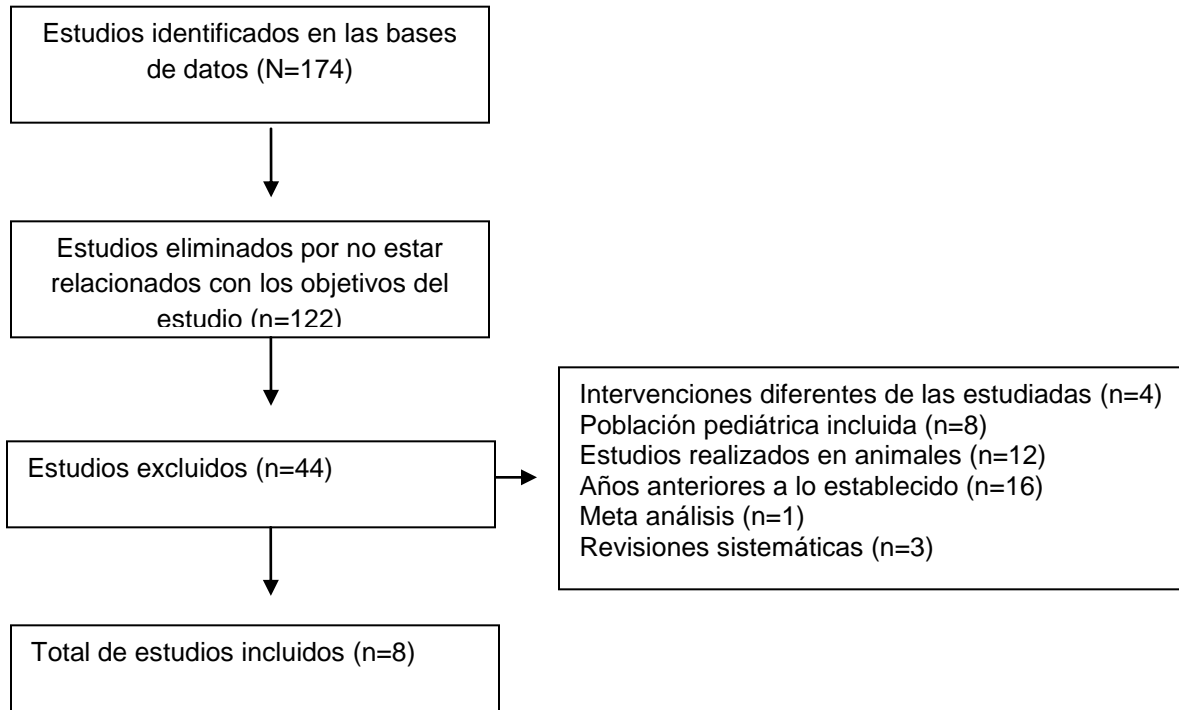 Estudios identificados en las bases
de datos (N=174)
Estudios eliminados por no estar
relacionados con los objetivos del
estudio (n=122)
Estudios excluidos (n=44)
Intervenciones diferentes de las estudiadas (n=4)
Población pediátrica incluida (n=8)
Estudios realizados en animales (n=12)
Años anteriores a lo establecido (n=16)
Meta análisis (n=1)
Revisiones sistemáticas (n=3)
Total de estudios incluidos (n=8)